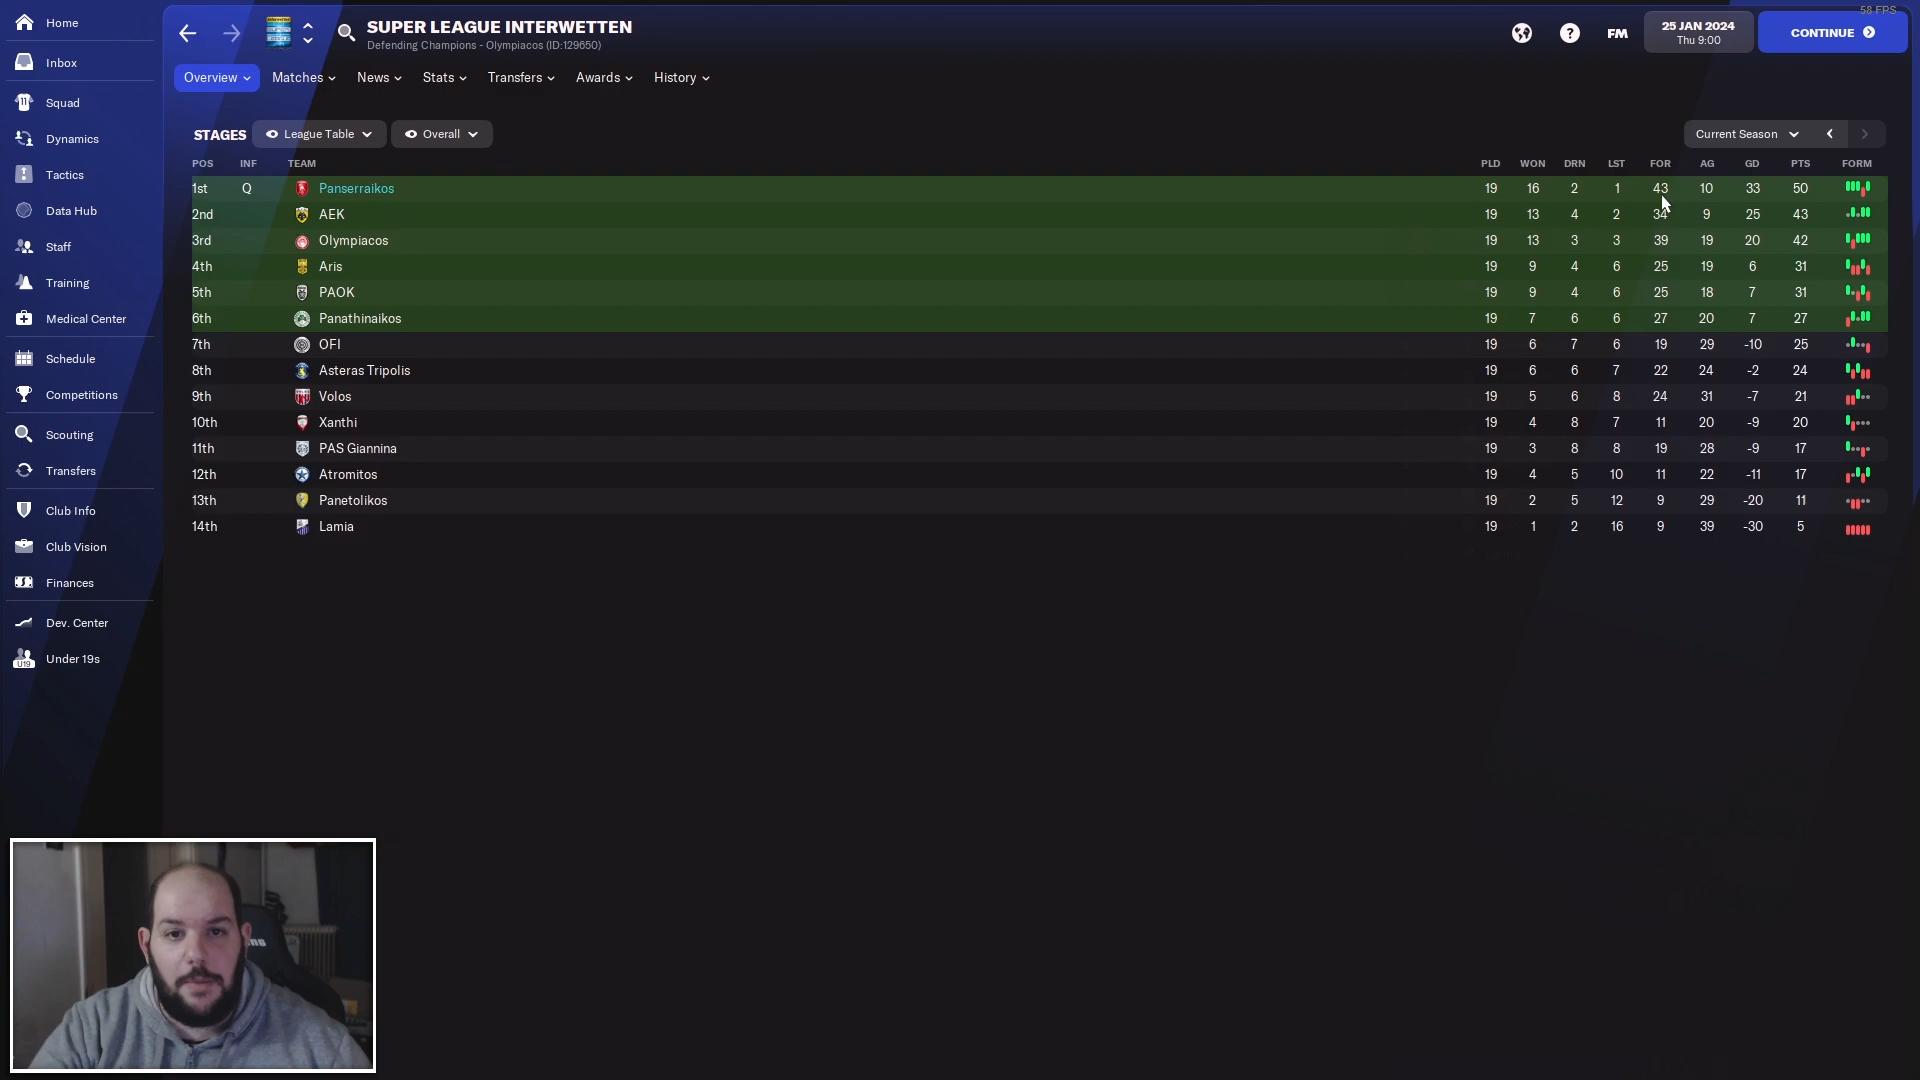 58 FPS
Home
Inbox
Squad
Dynamics
Tactics
Data Hub
Staff
Training
Medical Center
Schedule
Competitions
Scouting
Transfers
Club Info
Club Vision
Finances
Dev. Center
Under 19s
SUPER LEAGUE INTERWETTEN
Defending Champions - Olympiacos (ID:129650)
FM
25 JAN 2024
Thu 9:00
CONTINUE
Overview Matches News Stats Transfers Awards History
STAGES League Table Overall Current Season
POS INF TEAM PLD WON DRN LST FOR AG GD PTS FORM
1st Q Panserraikos 19 16 2 1 43 10 33 50
2nd AEK 19 13 4 2 34 9 25 43
3rd Olympiacos 19 13 3 3 39 19 20 42
4th Aris 19 9 4 6 25 19 6 31
5th PAOK 19 9 4 6 25 18 7 31
6th Panathinaikos 19 7 6 6 27 20 7 27
7th OFI 19 6 7 6 19 29 -10 25
8th Asteras Tripolis 19 6 6 7 22 24 -2 24
9th Volos 19 5 6 8 24 31 -7 21
10th Xanthi 19 4 8 7 11 20 -9 20
11th PAS Giannina 19 3 8 8 19 28 -9 17
12th Atromitos 19 4 5 10 11 22 -11 17
13th Panetolikos 19 2 5 12 9 29 -20 11
14th Lamia 19 1 2 16 9 39 -30 5